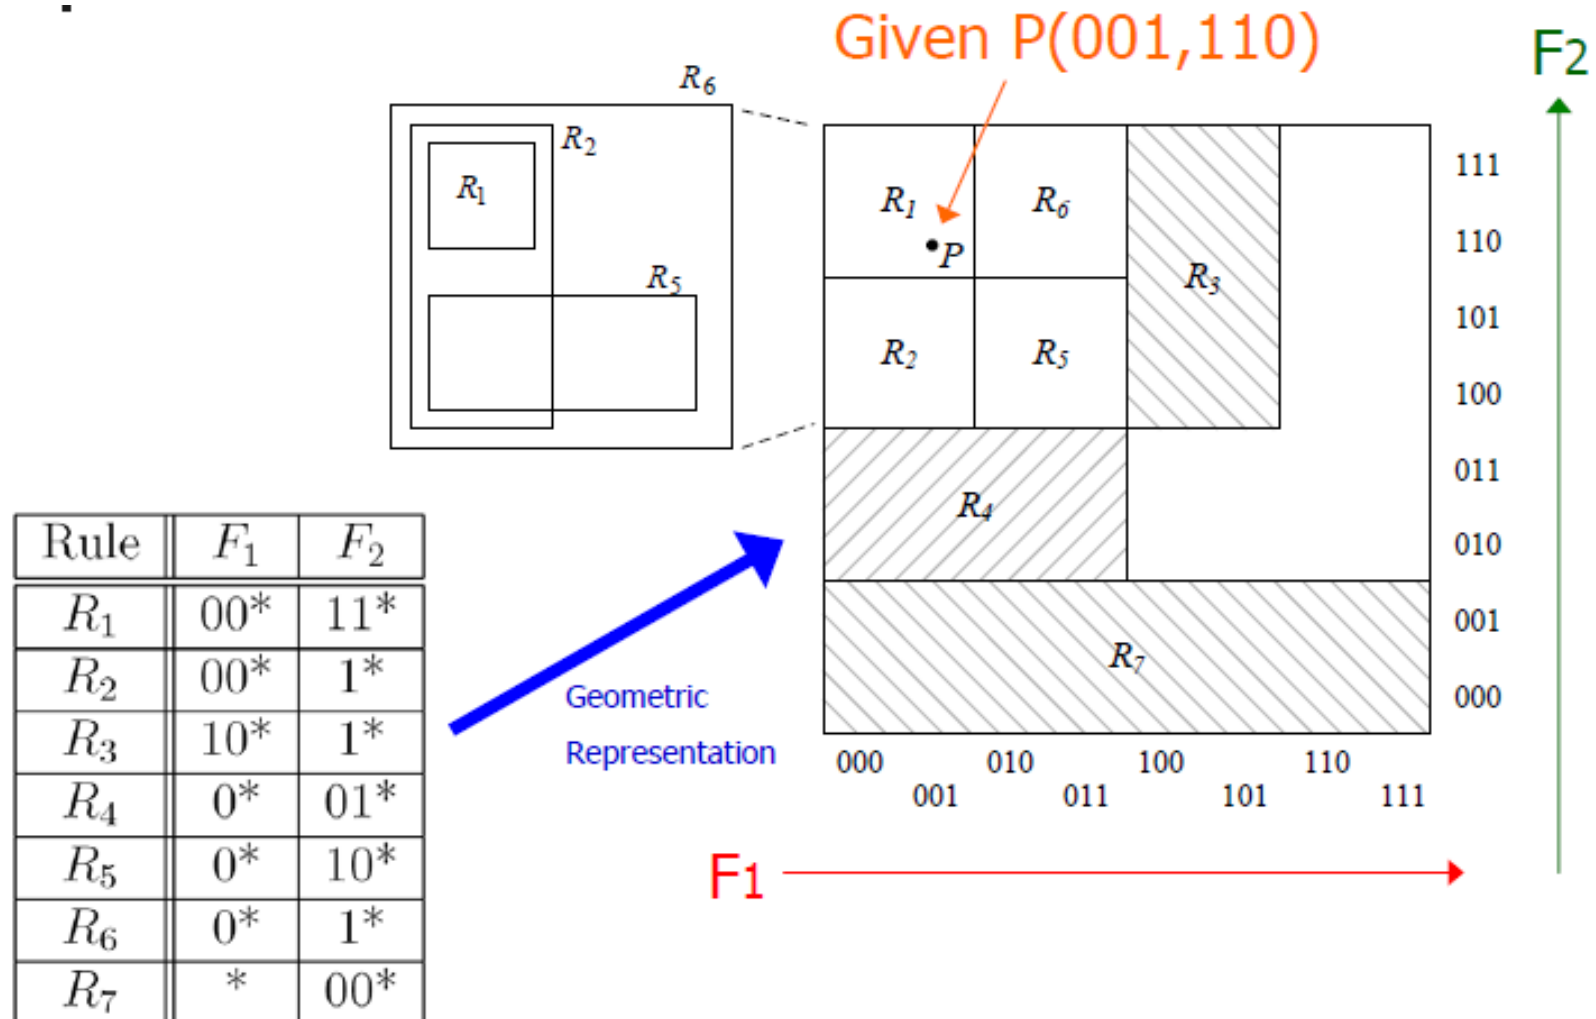 Given P(001,110)
F2
R6
R2
R1
R5
R1
R6
P
R3
R2
R5
R4
R7
111
110
101
100
011
010
001
000
000 010 100 110
001 011 101 111
F1
Geometric
Representation
Rule F1 F2
R1 00* 11*
R2 00* 1*
R3 10* 1*
R4 0* 01*
R5 0* 10*
R6 0* 1*
R7 * 00*